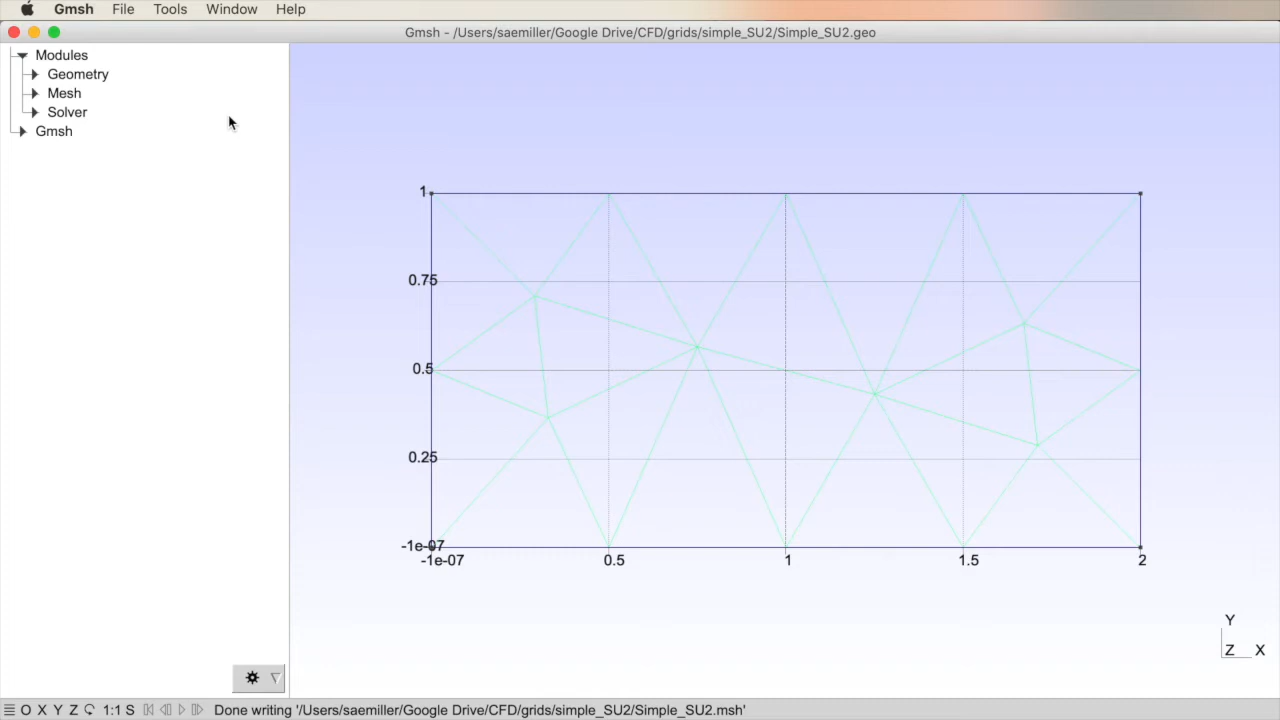 Gmsh File Tools Window Help
Gmsh - /Users/saemiller/Google Drive/CFD/grids/simple_SU2/Simple_SU2.geo
Modules
Geometry
Mesh
Solver
Gmsh
1
0.75
0.5
0.25
-1e-07
-1e-07 0.5 1 1.5 2
Y
Z X
O X Y Z 1:1 S Done writing '/Users/saemiller/Google Drive/CFD/grids/simple_SU2/Simple_SU2.msh'